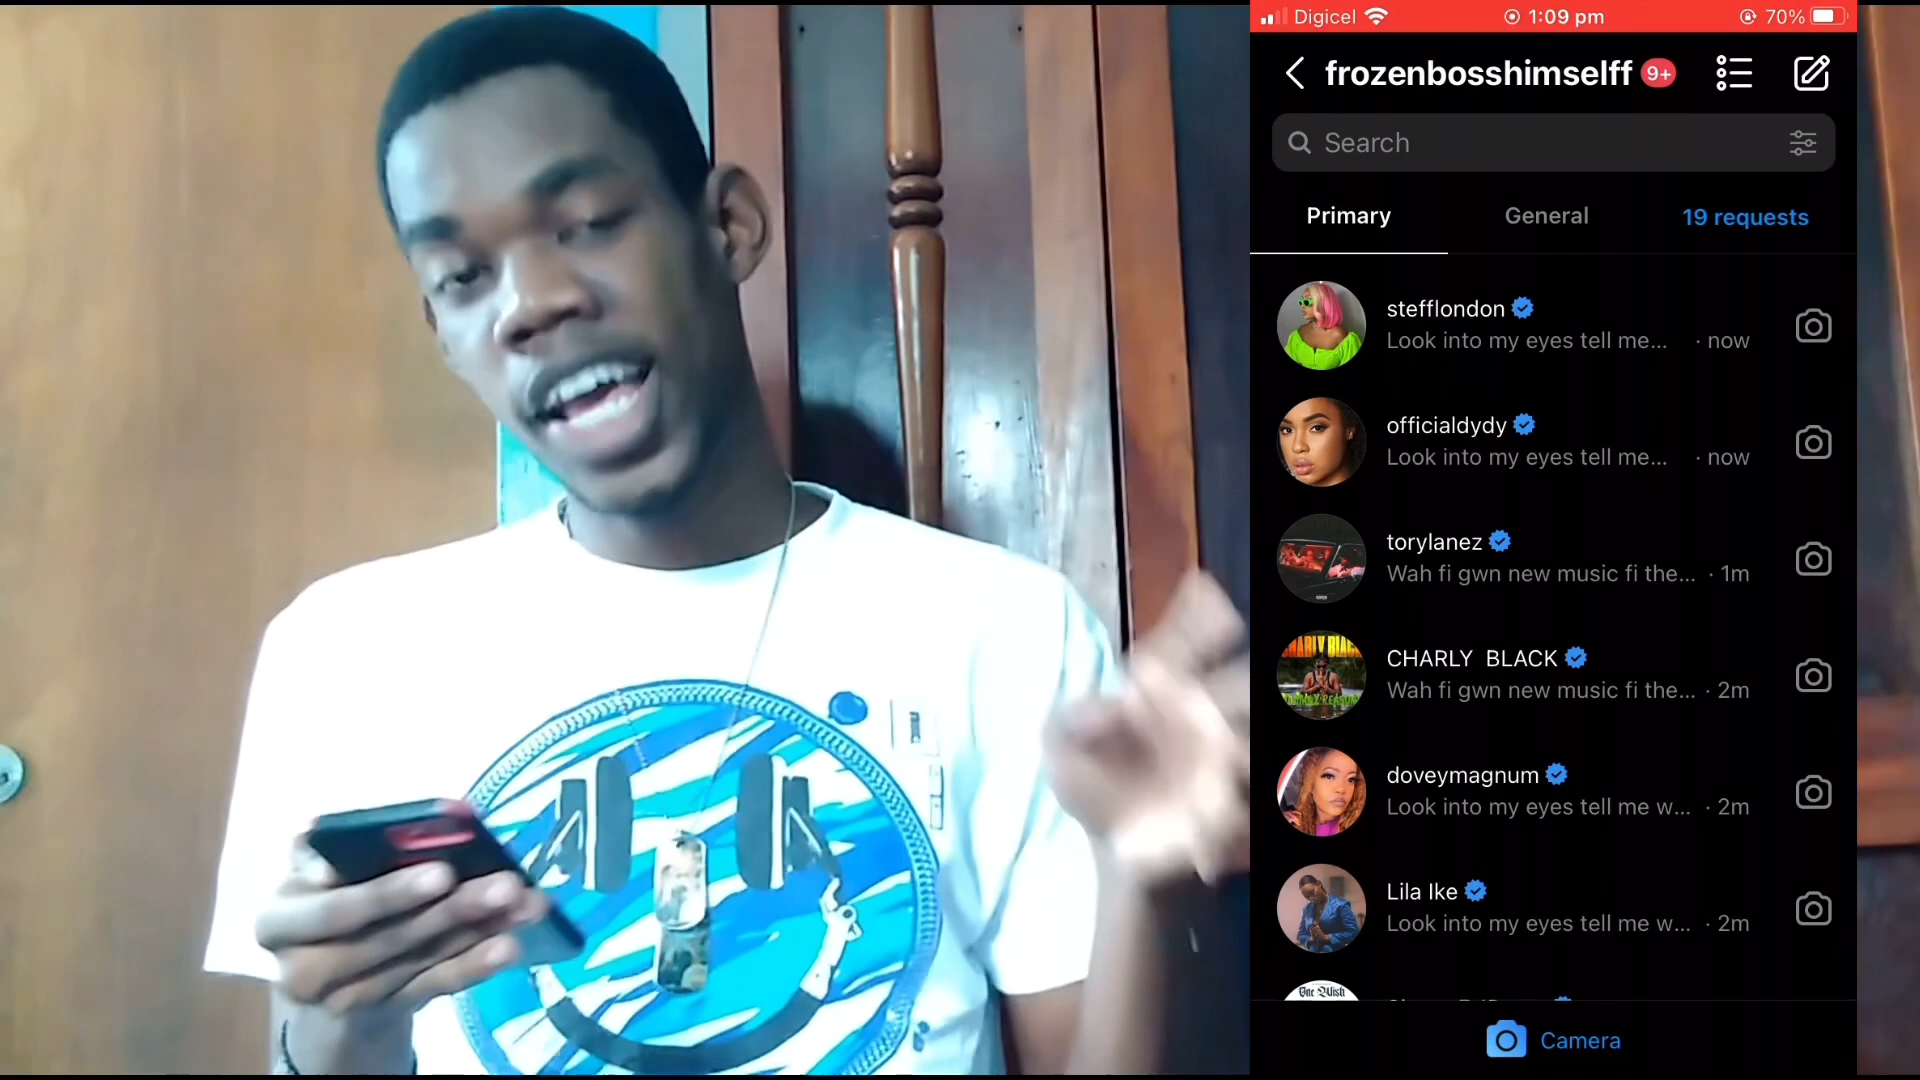 Digicel 1:09 pm 70%
frozenbosshimselff 9+
Search
Primary General 19 requests
stefflondon
Look into my eyes tell me... · now
officialdydy
Look into my eyes tell me... · now
torylanez
Wah fi gwn new music fi the... · 1m
CHARLY BLACK
Wah fi gwn new music fi the... · 2m
doveymagnum
Look into my eyes tell me w... · 2m
Lila Ike
Look into my eyes tell me w... · 2m
One Wish
Camera